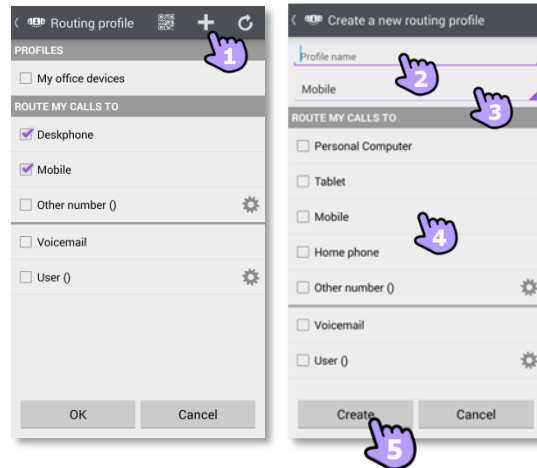 Routing profile
1
PROFILES
My office devices
ROUTE MY CALLS TO
Deskphone
Mobile
Other number ()
Voicemail
User ()
OK
Cancel
Create a new routing profile
Profile name
2
Mobile
3
ROUTE MY CALLS TO
Personal Computer
Tablet
Mobile
4
Home phone
Other number ()
Voicemail
User ()
Create
Cancel
5